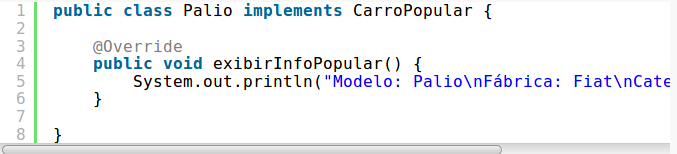 1 public class Palio implements CarroPopular {
2
3 @Override
4 public void exibirInfoPopular() {
5 System.out.println("Modelo: Palio\nFábrica: Fiat\nCate
6 }
7
8 }